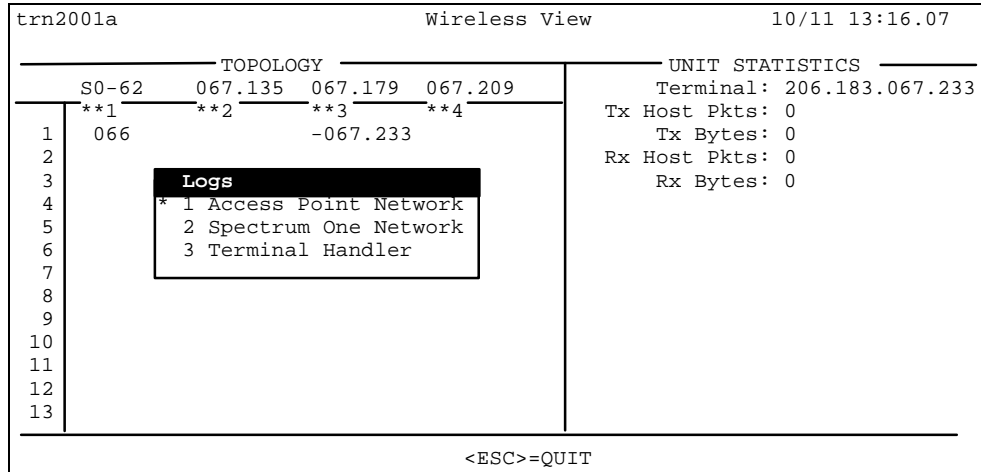 trn2001a Wireless View 10/11 13:16.07
TOPOLOGY UNIT STATISTICS
S0-62 067.135 067.179 067.209 Terminal: 206.183.067.233
**1 **2 **3 **4 Tx Host Pkts: 0
1 066 -067.233 Tx Bytes: 0
2 Rx Host Pkts: 0
3 Logs Rx Bytes: 0
4 * 1 Access Point Network
5 2 Spectrum One Network
6 3 Terminal Handler
7
8
9
10
11
12
13
<ESC>=QUIT